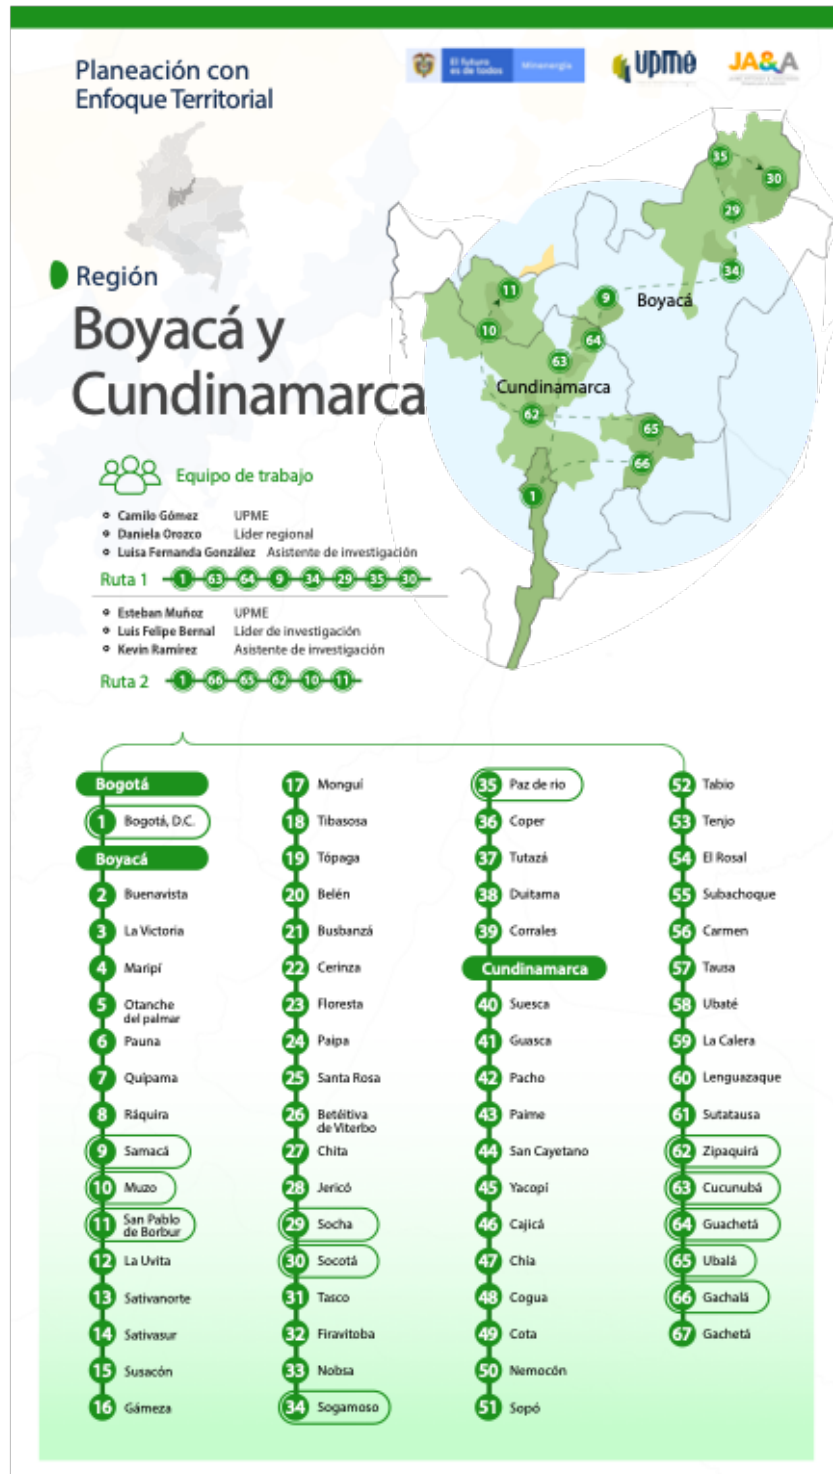 Planeación con
Enfoque Territorial
El futuro
es de todos
Minenergía
upme
JA&A
Región
Boyacá y
Cundinamarca
35
30
29
34
11
9
Boyacá
10
64
63
Cundinamarca
62
65
66
1
Equipo de trabajo
Camilo Gómez UPME
Daniela Orozco Líder regional
Luisa Fernanda González Asistente de investigación
Ruta 1 1 63 64 9 34 29 35 30
Esteban Muñoz UPME
Luis Felipe Bernal Líder de investigación
Kevin Ramírez Asistente de investigación
Ruta 2 1 66 65 62 10 11
Bogotá
1 Bogotá, D.C.
Boyacá
2 Buenavista
3 La Victoria
4 Maripí
5 Otanche
del palmar
6 Pauna
7 Quípama
8 Ráquira
9 Samacá
10 Muzo
11 San Pablo
de Borbur
12 La Uvita
13 Sativanorte
14 Sativasur
15 Susacón
16 Gámeza
17 Monguí
18 Tibasosa
19 Tópaga
20 Belén
21 Busbanzá
22 Cerinza
23 Floresta
24 Paipa
25 Santa Rosa
26 Betéitiva
de Viterbo
27 Chita
28 Jericó
29 Socha
30 Socotá
31 Tasco
32 Firavitoba
33 Nobsa
34 Sogamoso
35 Paz de rio
36 Coper
37 Tutazá
38 Duitama
39 Corrales
Cundinamarca
40 Suesca
41 Guasca
42 Pacho
43 Paime
44 San Cayetano
45 Yacopí
46 Cajicá
47 Chía
48 Cogua
49 Cota
50 Nemocón
51 Sopó
52 Tabio
53 Tenjo
54 El Rosal
55 Subachoque
56 Carmen
57 Tausa
58 Ubaté
59 La Calera
60 Lenguazaque
61 Sutatausa
62 Zipaquirá
63 Cucunubá
64 Guachetá
65 Ubalá
66 Gachalá
67 Gachetá